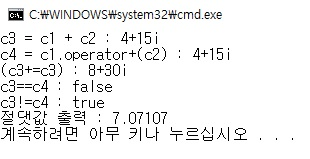 C:₩WINDOWS₩system32₩cmd.exe
c3 = c1 + c2 : 4+15i
c4 = c1.operator+(c2) : 4+15i
(c3+=c3) : 8+30i
c3==c4 : false
c3!=c4 : true
절댓값 출력 : 7.07107
계속하려면 아무 키나 누르십시오 . . .